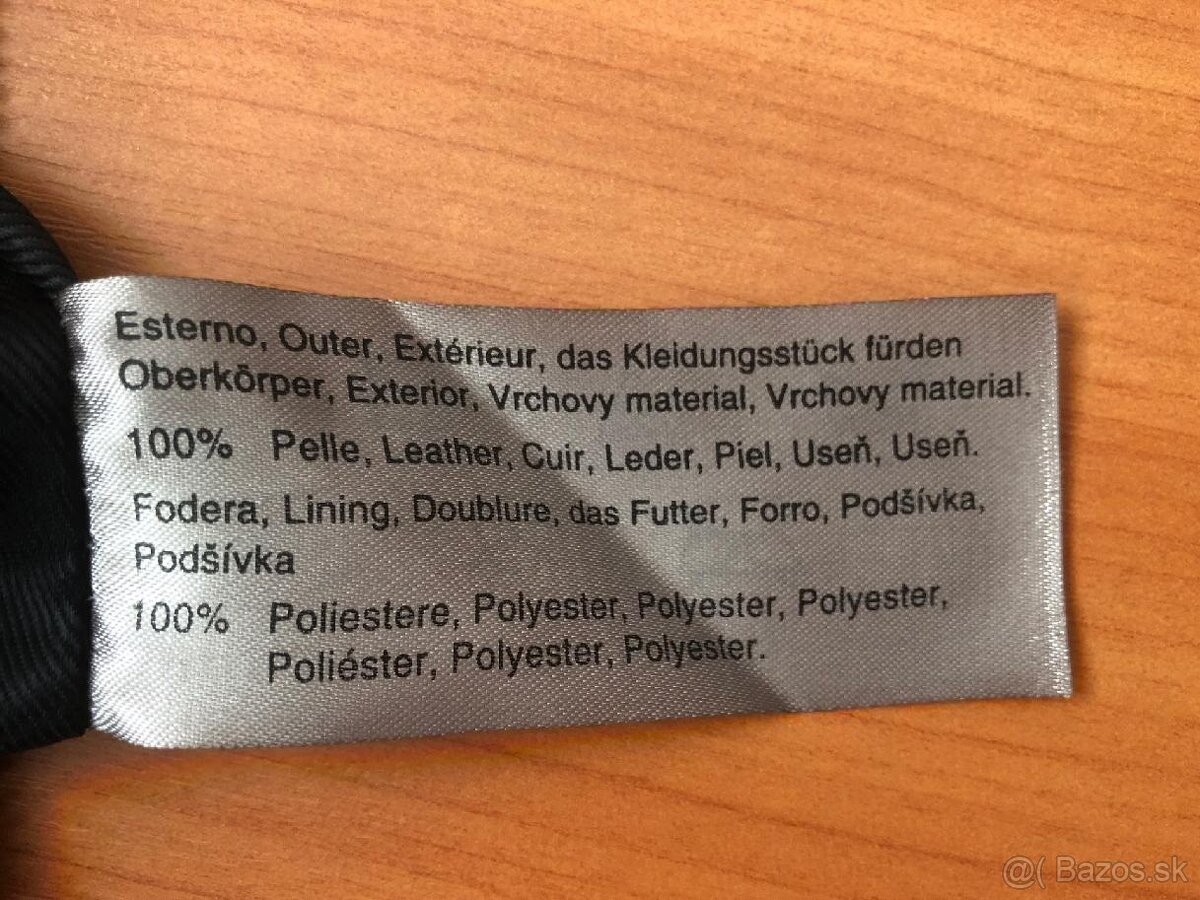 Esterno, Outer, Extérieur, das Kleidungsstück fürden
Oberkörper, Exterior, Vrchovy material, Vrchovy material.
100% Pelle, Leather, Cuir, Leder, Piel, Useň, Useň.
Fodera, Lining, Doublure, das Futter, Forro, Podšívka,
Podšívka
100% Poliestere, Polyester, Polyester, Polyester,
Poliéster, Polyester, Polyester.
@( Bazos.sk